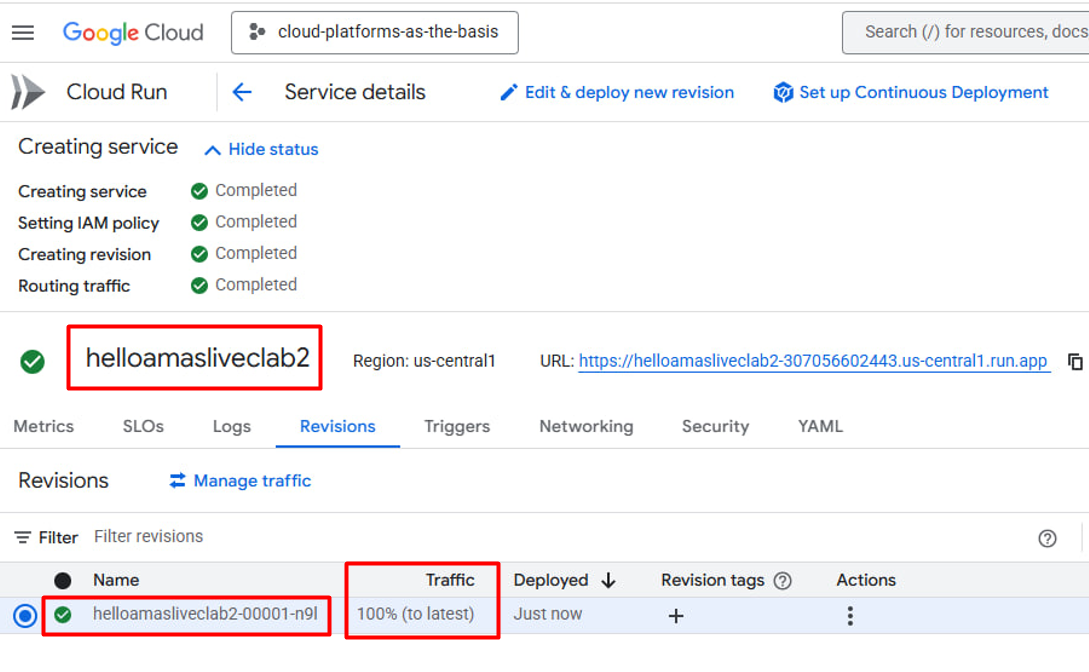 Google Cloud cloud-platforms-as-the-basis Search (/) for resources, docs
Cloud Run Service details Edit & deploy new revision Set up Continuous Deployment
Creating service Hide status
Creating service Completed
Setting IAM policy Completed
Creating revision Completed
Routing traffic Completed
helloamasliveclab2 Region: us-central1 URL: https://helloamasliveclab2-307056602443.us-central1.run.app
Metrics SLOs Logs Revisions Triggers Networking Security YAML
Revisions Manage traffic
Filter Filter revisions
Name Traffic Deployed Revision tags Actions
helloamasliveclab2-00001-n9l 100% (to latest) Just now